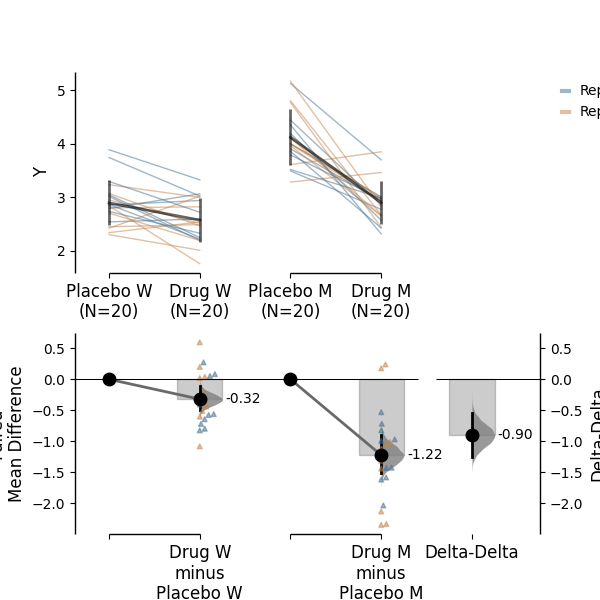 5
4
3
2
Y
Rep
Rep
Placebo W
(N=20)
Drug W
(N=20)
Placebo M
(N=20)
Drug M
(N=20)
0.5
0.0
−0.5
−1.0
−1.5
−2.0
Mean Difference
-0.32
-1.22
-0.90
0.5
0.0
−0.5
−1.0
−1.5
−2.0
Delta-Delta
Drug W
minus
Placebo W
Drug M
minus
Placebo M
Delta-Delta